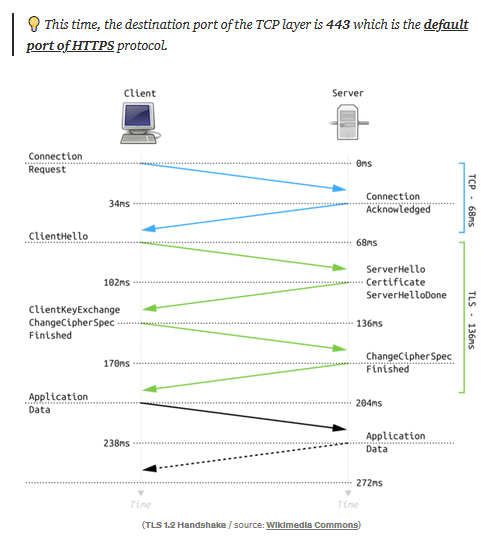 💡 This time, the destination port of the TCP layer is 443 which is the default
port of HTTPS protocol.
Client
Server
Connection
Request
0ms
34ms
Connection
Acknowledged
TCP - 68ms
ClientHello
68ms
102ms
ServerHello
Certificate
ServerHelloDone
ClientKeyExchange
ChangeCipherSpec
Finished
136ms
TLS - 136ms
170ms
ChangeCipherSpec
Finished
Application
Data
204ms
238ms
Application
Data
272ms
Time
Time
(TLS 1.2 Handshake / source: Wikimedia Commons)